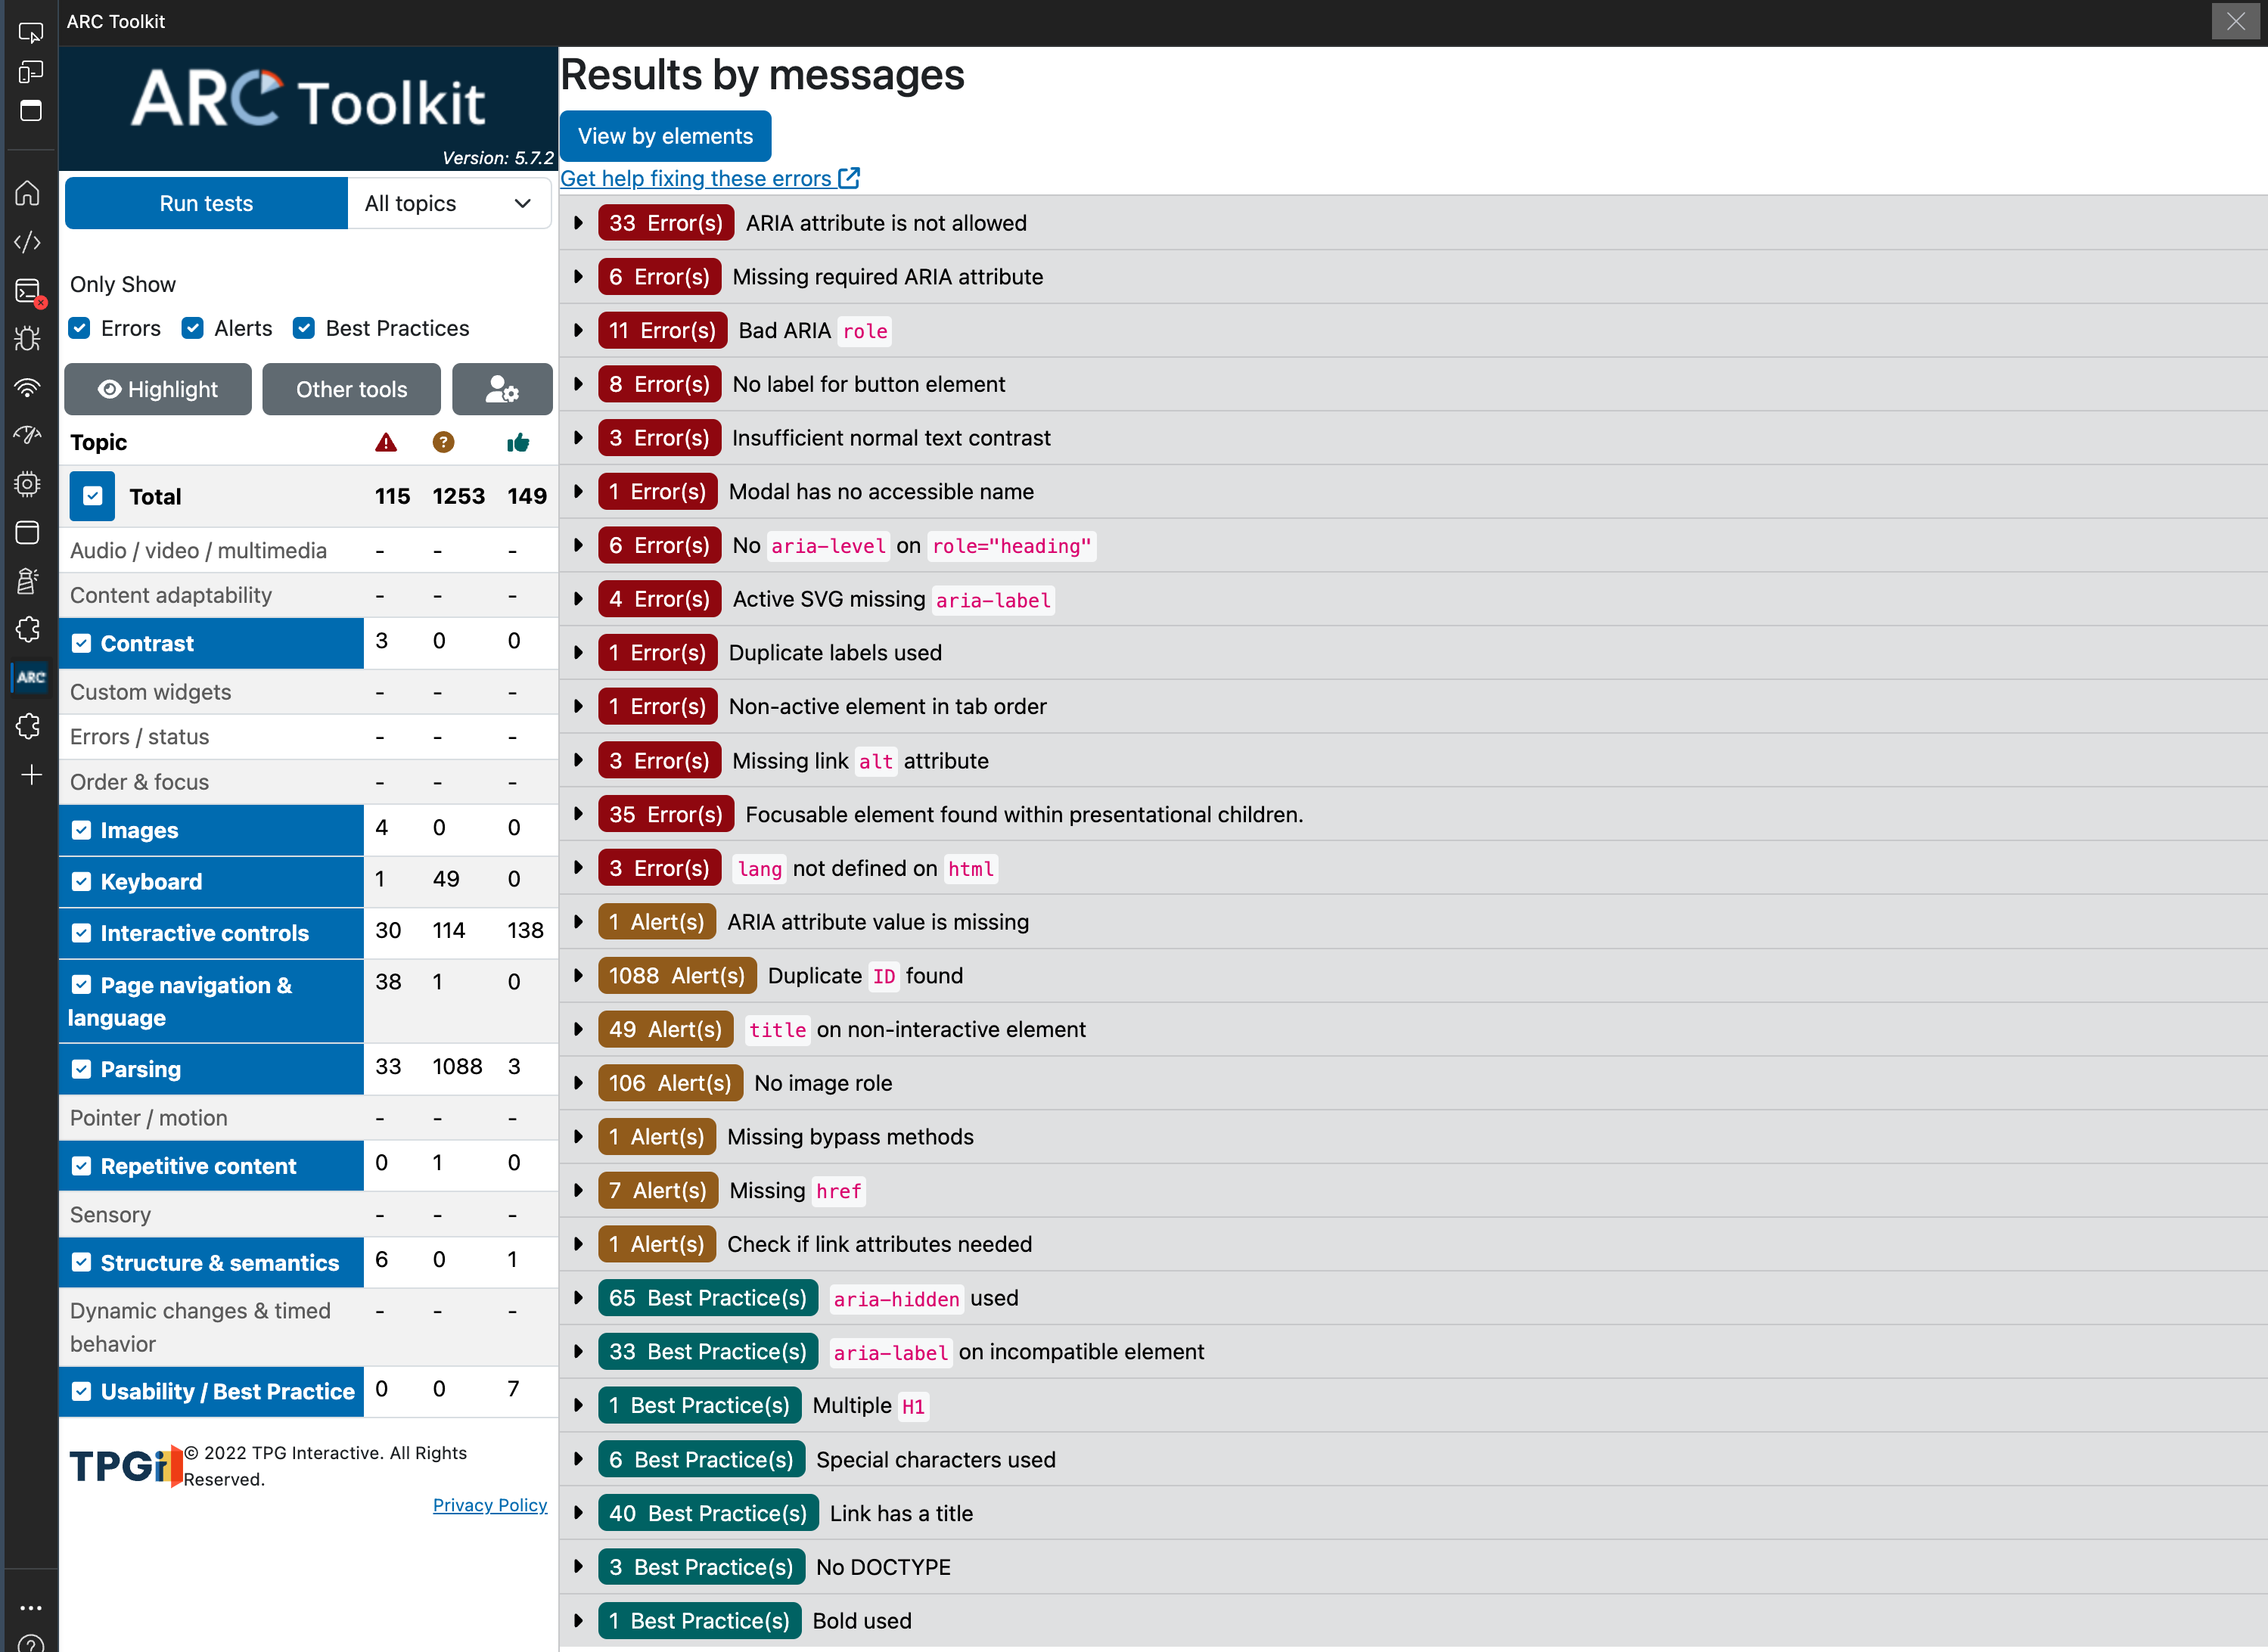 ARC Toolkit
ARC Toolkit
Version: 5.7.2
Run tests
All topics
Only Show
Errors
Alerts
Best Practices
Highlight
Other tools
Topic
Total 115 1253 149
Audio / video / multimedia - - -
Content adaptability - - -
Contrast 3 0 0
Custom widgets - - -
Errors / status - - -
Order & focus - - -
Images 4 0 0
Keyboard 1 49 0
Interactive controls 30 114 138
Page navigation & 38 1 0
language
Parsing 33 1088 3
Pointer / motion - - -
Repetitive content 0 1 0
Sensory - - -
Structure & semantics 6 0 1
Dynamic changes & timed - - -
behavior
Usability / Best Practice 0 0 7
TPGi
© 2022 TPG Interactive. All Rights
Reserved.
Privacy Policy
ARC
Results by messages
View by elements
Get help fixing these errors
33 Error(s) ARIA attribute is not allowed
6 Error(s) Missing required ARIA attribute
11 Error(s) Bad ARIA role
8 Error(s) No label for button element
3 Error(s) Insufficient normal text contrast
1 Error(s) Modal has no accessible name
6 Error(s) No aria-level on role="heading"
4 Error(s) Active SVG missing aria-label
1 Error(s) Duplicate labels used
1 Error(s) Non-active element in tab order
3 Error(s) Missing link alt attribute
35 Error(s) Focusable element found within presentational children.
3 Error(s) lang not defined on html
1 Alert(s) ARIA attribute value is missing
1088 Alert(s) Duplicate ID found
49 Alert(s) title on non-interactive element
106 Alert(s) No image role
1 Alert(s) Missing bypass methods
7 Alert(s) Missing href
1 Alert(s) Check if link attributes needed
65 Best Practice(s) aria-hidden used
33 Best Practice(s) aria-label on incompatible element
1 Best Practice(s) Multiple H1
6 Best Practice(s) Special characters used
40 Best Practice(s) Link has a title
3 Best Practice(s) No DOCTYPE
1 Best Practice(s) Bold used